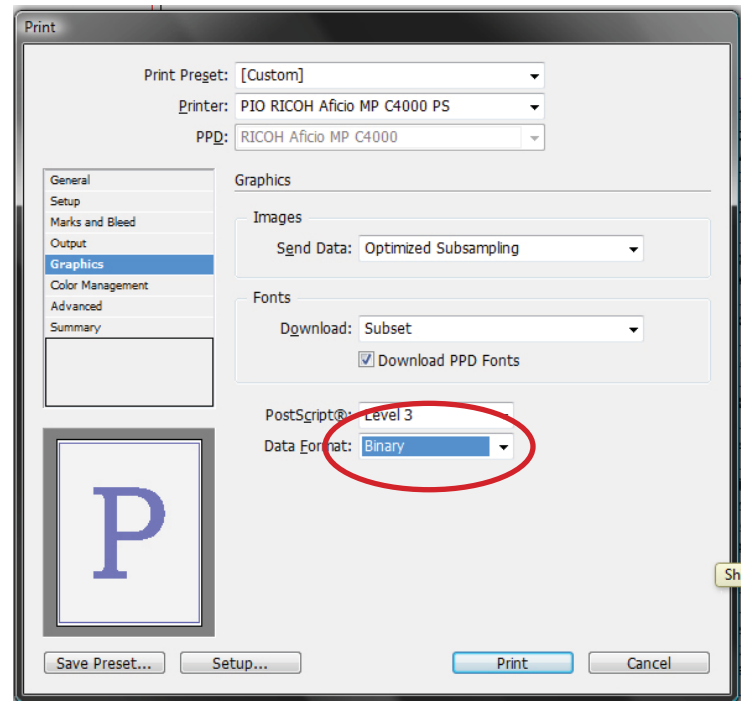 Print
Print Preset: [Custom]
Printer: PIO RICOH Aficio MP C4000 PS
PPD: RICOH Aficio MP C4000
General
Setup
Marks and Bleed
Output
Graphics
Color Management
Advanced
Summary
Graphics
Images
Send Data: Optimized Subsampling
Fonts
Download: Subset
Download PPD Fonts
PostScript®: Level 3
Data Format: Binary
P
Sh
Save Preset... Setup... Print Cancel